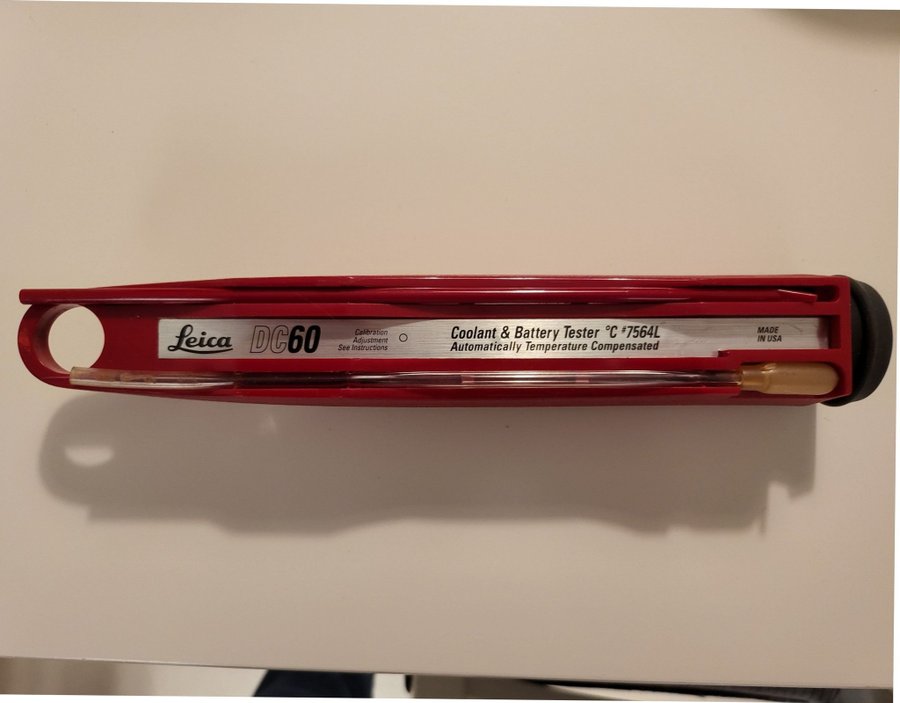 Leica DC60
Calibration
Adjustment
See Instructions
Coolant & Battery Tester °C #7564L
Automatically Temperature Compensated
MADE
IN USA